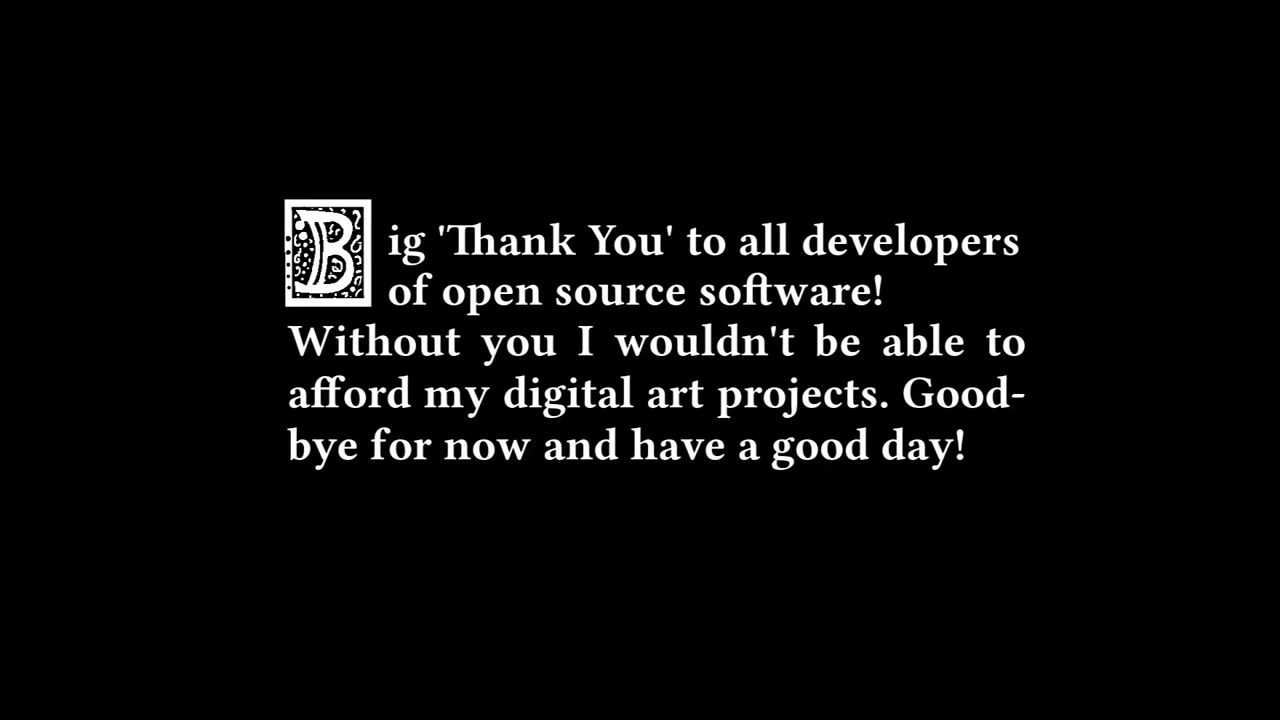 Big 'Thank You' to all developers
of open source software!
Without you I wouldn't be able to
afford my digital art projects. Good-
bye for now and have a good day!